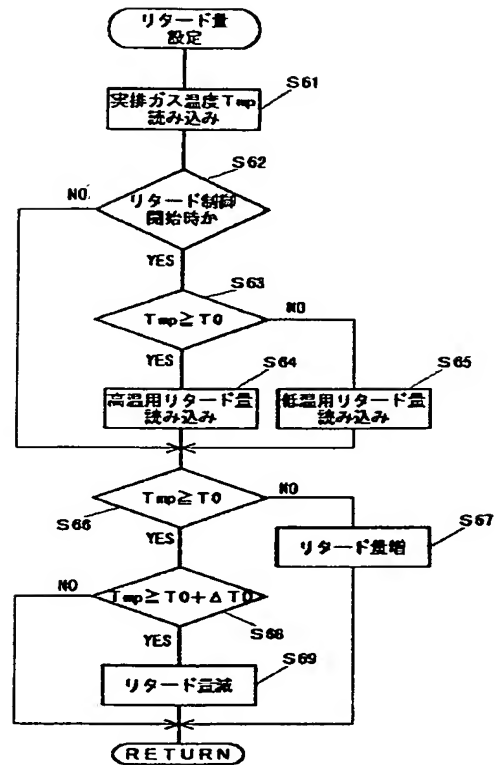 リタード量
設定
S61
実排ガス温度Tmp
読み込み
S62
NO
リタード制御
開始時か
YES
S63
Tmp≧T0
NO
YES
S64
S65
高温用リタード量
読み込み
低温用リタード量
読み込み
Tmp≧T0
NO
S66
YES
S67
リタード量増
NO
Tmp≧T0+ΔT0
S68
YES
S69
リタード量減
RETURN